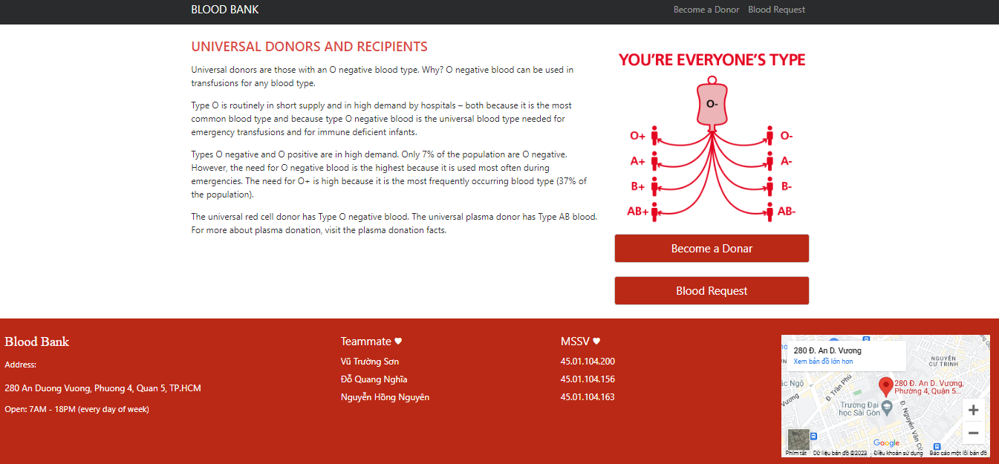 BLOOD BANK
Become a Donor Blood Request
UNIVERSAL DONORS AND RECIPIENTS
Universal donors are those with an O negative blood type. Why? O negative blood can be used in
transfusions for any blood type.
Type O is routinely in short supply and in high demand by hospitals – both because it is the most
common blood type and because type O negative blood is the universal blood type needed for
emergency transfusions and for immune deficient infants.
Types O negative and O positive are in high demand. Only 7% of the population are O negative.
However, the need for O negative blood is the highest because it is used most often during
emergencies. The need for O+ is high because it is the most frequently occurring blood type (37% of
the population).
The universal red cell donor has Type O negative blood. The universal plasma donor has Type AB blood.
For more about plasma donation, visit the plasma donation facts.
YOU'RE EVERYONE'S TYPE
O-
O+ O-
A+ A-
B+ B-
AB+ AB-
Become a Donar
Blood Request
Blood Bank
Address:
280 An Duong Vuong, Phuong 4, Quan 5, TP.HCM
Open: 7AM - 18PM (every day of week)
Teammate ♥
Vũ Trường Sơn
Đỗ Quang Nghĩa
Nguyễn Hồng Nguyên
MSSV ♥
45.01.104.200
45.01.104.156
45.01.104.163
280 Đ. An D. Vương
Xem bản đồ lớn hơn
NGUYỄN
CƯ TRINH
Đ. Trần Phú
Vương
280 Đ. An D. Vương,
Phường 4, Quận 5...
Trường Đại
học Sài Gòn
Đ. Nguyễn Văn Cừ
Google
Phím tắt Dữ liệu bản đồ ©2023 Điều khoản sử dụng Báo cáo một lỗi bản đồ